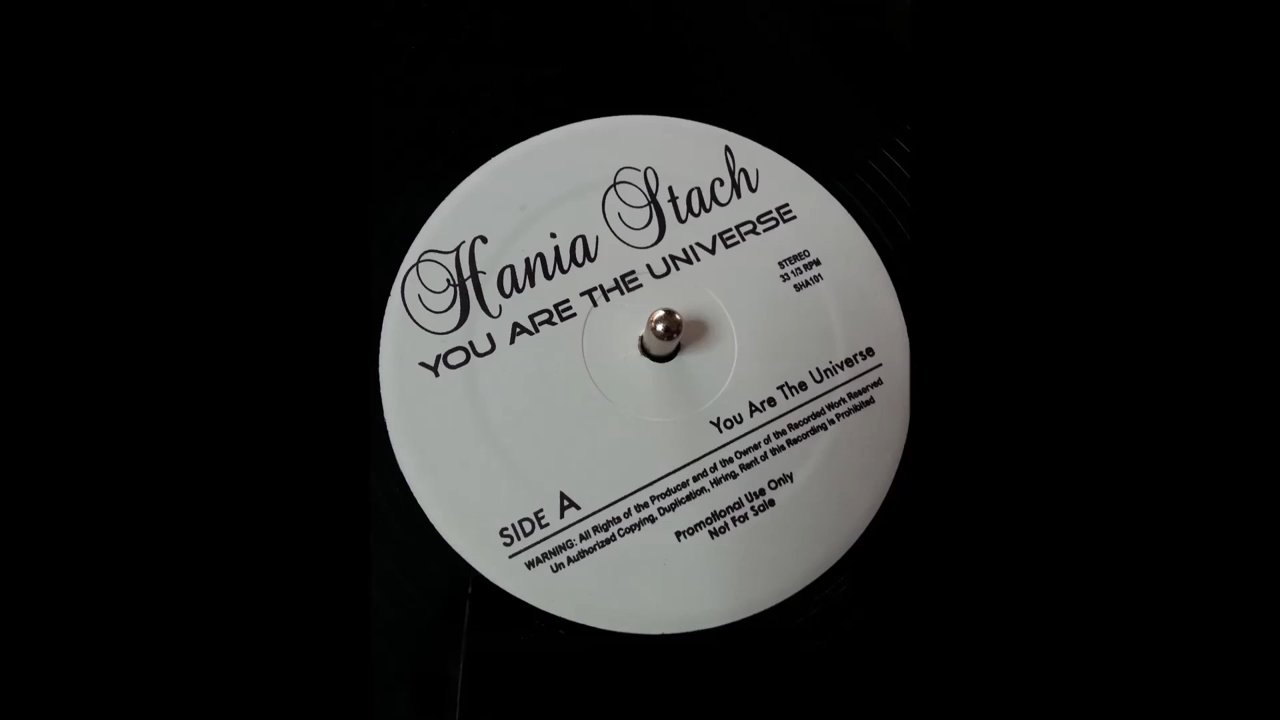 Hania Stach
YOU ARE THE UNIVERSE
STEREO
33 1/3 RPM
SHA101
You Are The Universe
SIDE A
WARNING: All Rights of the Producer and of the Owner of the Recorded Work Reserved
Un Authorized Copying, Duplication, Hiring, Rent of this Recording is Prohibited
Promotional Use Only
Not For Sale